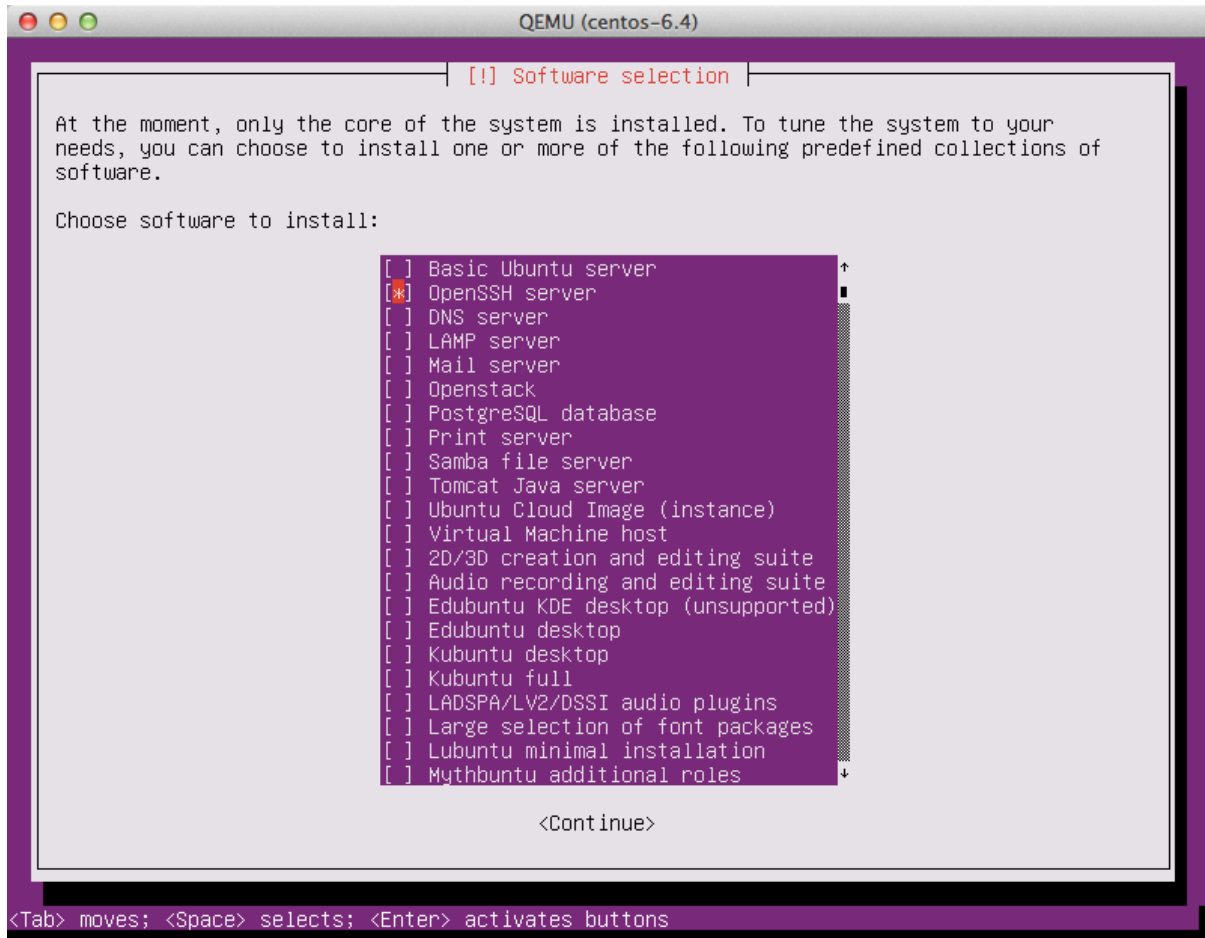 QEMU (centos-6.4)
[!] Software selection
At the moment, only the core of the system is installed. To tune the system to your
needs, you can choose to install one or more of the following predefined collections of
software.
Choose software to install:
[ ] Basic Ubuntu server
[*] OpenSSH server
[ ] DNS server
[ ] LAMP server
[ ] Mail server
[ ] Openstack
[ ] PostgreSQL database
[ ] Print server
[ ] Samba file server
[ ] Tomcat Java server
[ ] Ubuntu Cloud Image (instance)
[ ] Virtual Machine host
[ ] 2D/3D creation and editing suite
[ ] Audio recording and editing suite
[ ] Edubuntu KDE desktop (unsupported)
[ ] Edubuntu desktop
[ ] Kubuntu desktop
[ ] Kubuntu full
[ ] LADSPA/LV2/DSSI audio plugins
[ ] Large selection of font packages
[ ] Lubuntu minimal installation
[ ] Mythbuntu additional roles
<Continue>
<Tab> moves; <Space> selects; <Enter> activates buttons